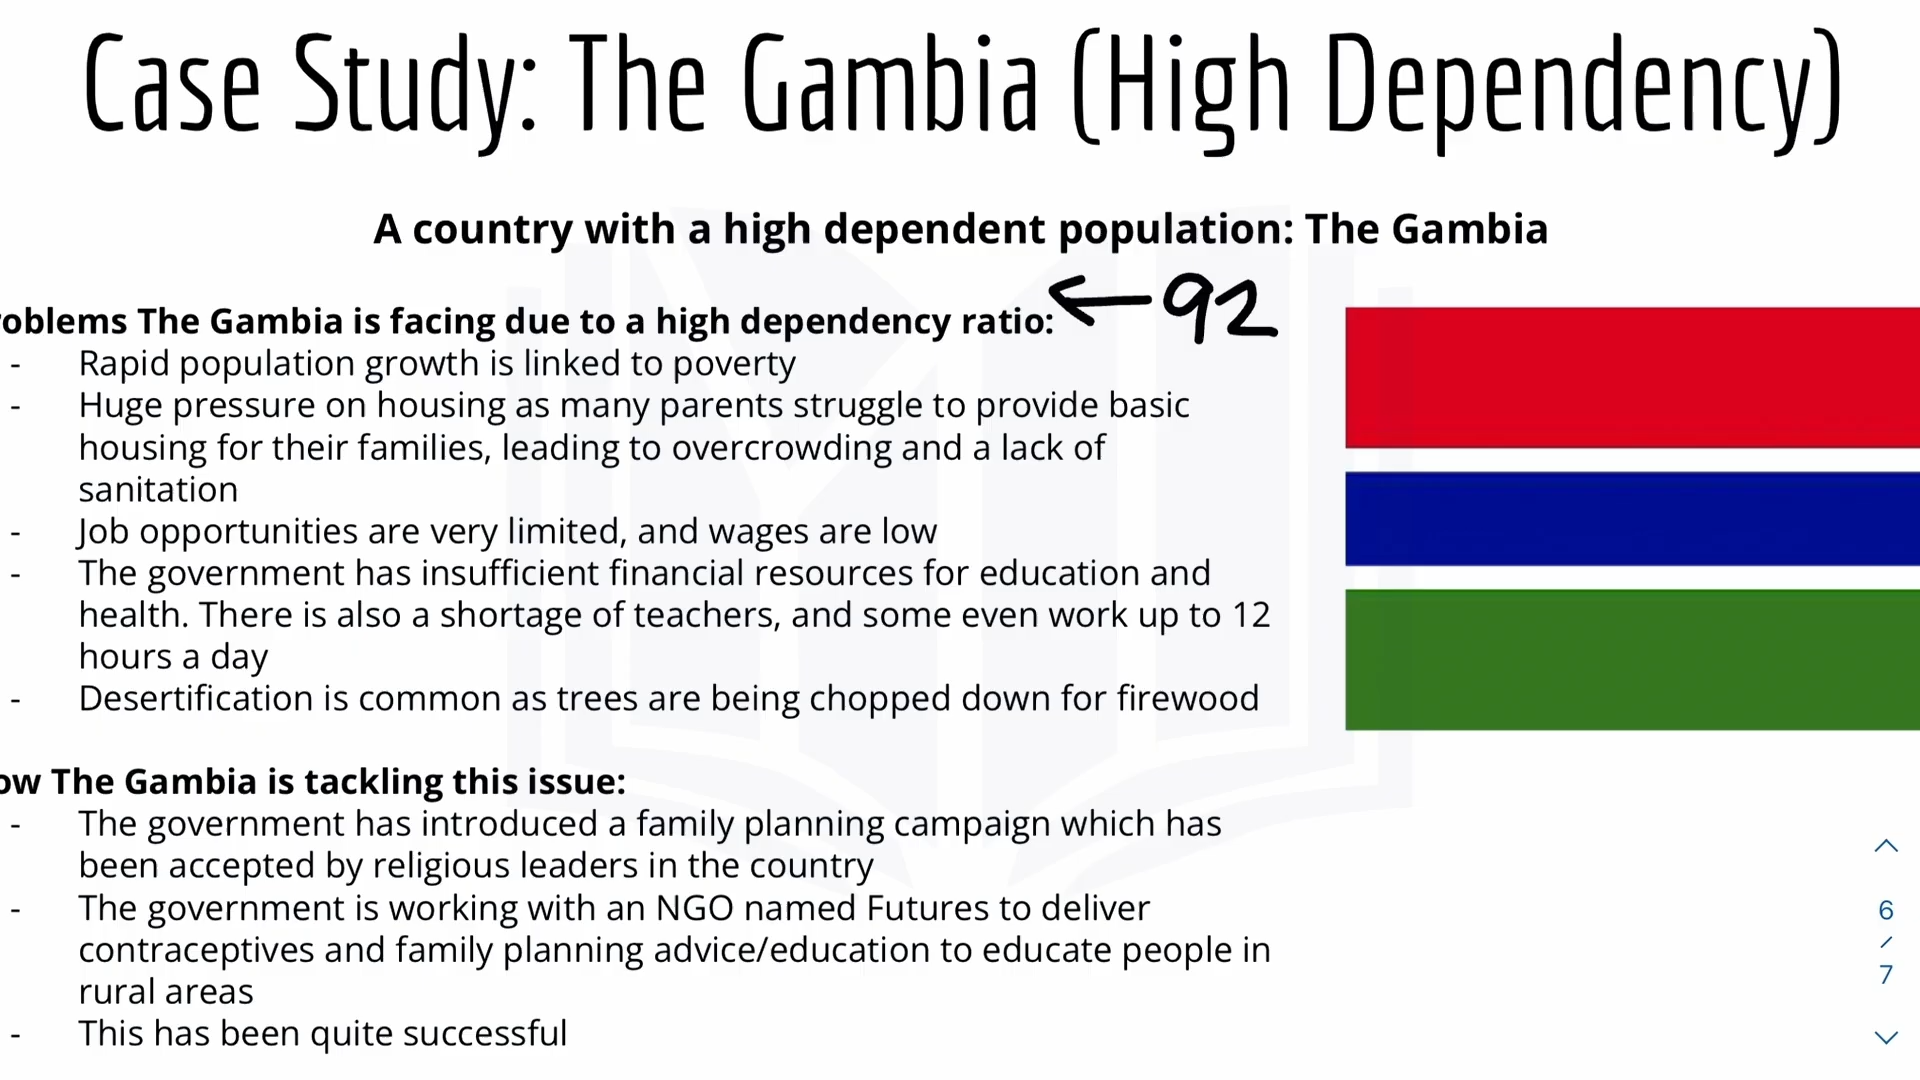 Case Study: The Gambia (High Dependency)
A country with a high dependent population: The Gambia
roblems The Gambia is facing due to a high dependency ratio:
92
- Rapid population growth is linked to poverty
- Huge pressure on housing as many parents struggle to provide basic
housing for their families, leading to overcrowding and a lack of
sanitation
- Job opportunities are very limited, and wages are low
- The government has insufficient financial resources for education and
health. There is also a shortage of teachers, and some even work up to 12
hours a day
- Desertification is common as trees are being chopped down for firewood
ow The Gambia is tackling this issue:
- The government has introduced a family planning campaign which has
been accepted by religious leaders in the country
- The government is working with an NGO named Futures to deliver
contraceptives and family planning advice/education to educate people in
rural areas
- This has been quite successful
6
/
7